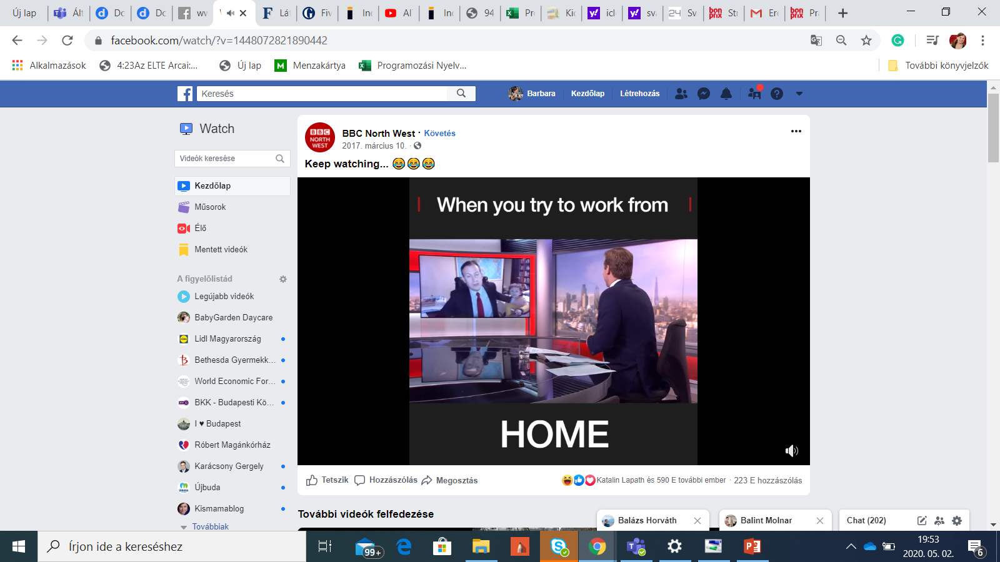 Új lap
Ált
Dc
Dc
ww
Lát
Fiv
Inc
Al
Inc
94
Pr
Kic
icl
sva
Sv
Str
Er
Pra
facebook.com/watch/?v=1448072821890442
Alkalmazások
4:23Az ELTE Arcai:...
Új lap
Menzakártya
Programozási Nyelv...
További könyvjelzők
Keresés
Barbara
Kezdőlap
Létrehozás
Watch
Videók keresése
Kezdőlap
Műsorok
Élő
Mentett videók
A figyelőlistád
Legújabb videók
BabyGarden Daycare
Lidl Magyarország
Bethesda Gyermekk...
World Economic For...
BKK - Budapesti Kö...
I ♥ Budapest
Róbert Magánkórház
Karácsony Gergely
Újbuda
Kismamablog
Továbbiak
BBC NORTH WEST
BBC North West · Követés
2017. március 10. ·
Keep watching... 😂😂😂
When you try to work from
HOME
Tetszik
Hozzászólás
Megosztás
Katalin Lapath és 590 E további ember · 223 E hozzászólás
További videók felfedezése
Balázs Horváth
Balint Molnar
Chat (202)
Írjon ide a kereséshez
99+
19:53
2020. 05. 02.
6